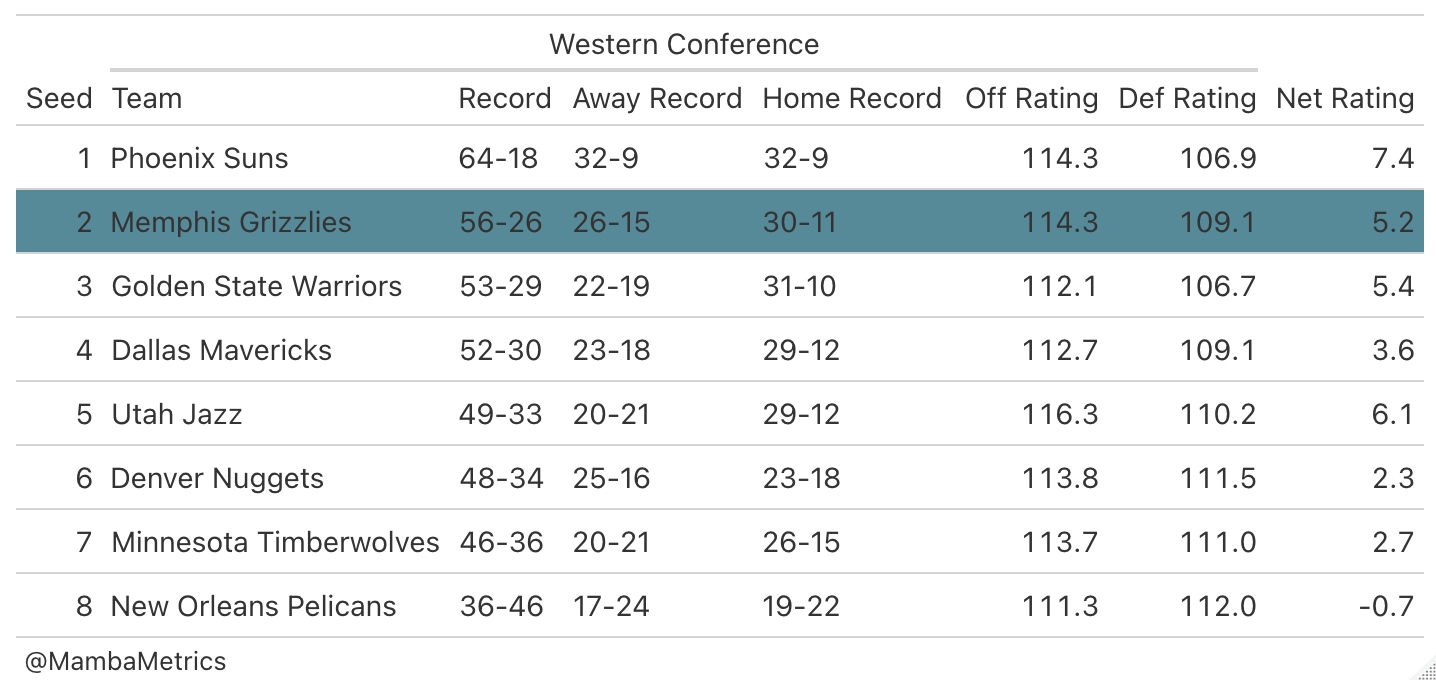 Western Conference
Seed Team Record Away Record Home Record Off Rating Def Rating Net Rating
1 Phoenix Suns 64-18 32-9 32-9 114.3 106.9 7.4
2 Memphis Grizzlies 56-26 26-15 30-11 114.3 109.1 5.2
3 Golden State Warriors 53-29 22-19 31-10 112.1 106.7 5.4
4 Dallas Mavericks 52-30 23-18 29-12 112.7 109.1 3.6
5 Utah Jazz 49-33 20-21 29-12 116.3 110.2 6.1
6 Denver Nuggets 48-34 25-16 23-18 113.8 111.5 2.3
7 Minnesota Timberwolves 46-36 20-21 26-15 113.7 111.0 2.7
8 New Orleans Pelicans 36-46 17-24 19-22 111.3 112.0 -0.7
@MambaMetrics